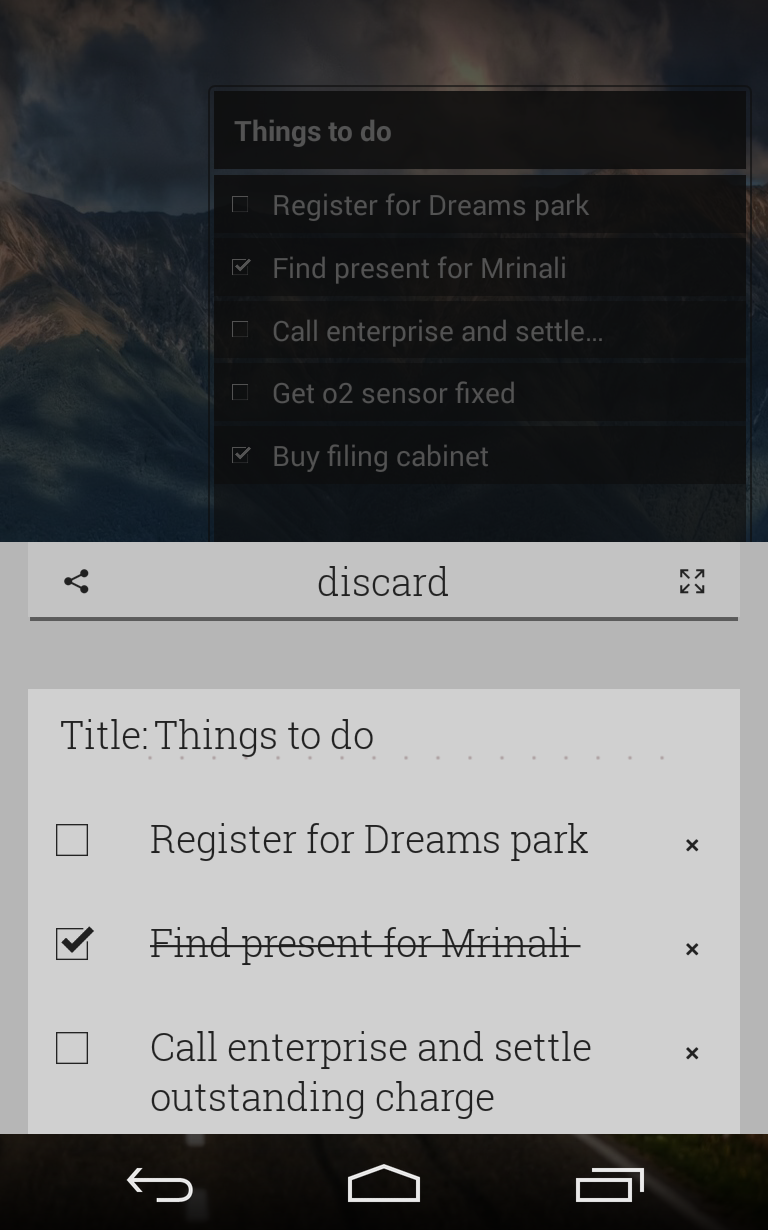 Things to do
Register for Dreams park
Find present for Mrinali
Call enterprise and settle...
Get o2 sensor fixed
Buy filing cabinet
discard
Title: Things to do
Register for Dreams park
Find present for Mrinali
Call enterprise and settle
outstanding charge